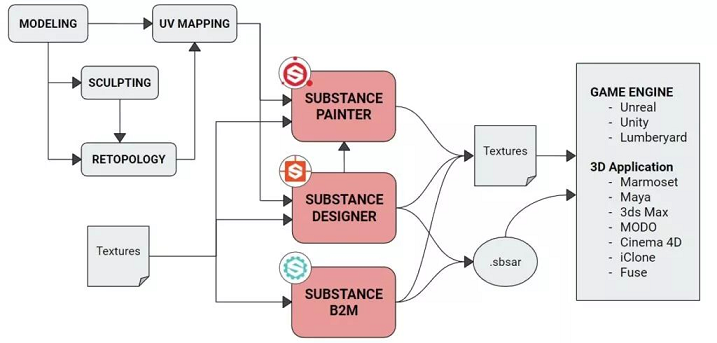 MODELING
UV MAPPING
SCULPTING
RETOPOLOGY
Textures
SUBSTANCE
PAINTER
SUBSTANCE
DESIGNER
SUBSTANCE
B2M
Textures
.sbsar
GAME ENGINE
- Unreal
- Unity
- Lumberyard
3D Application
- Marmoset
- Maya
- 3ds Max
- MODO
- Cinema 4D
- iClone
- Fuse